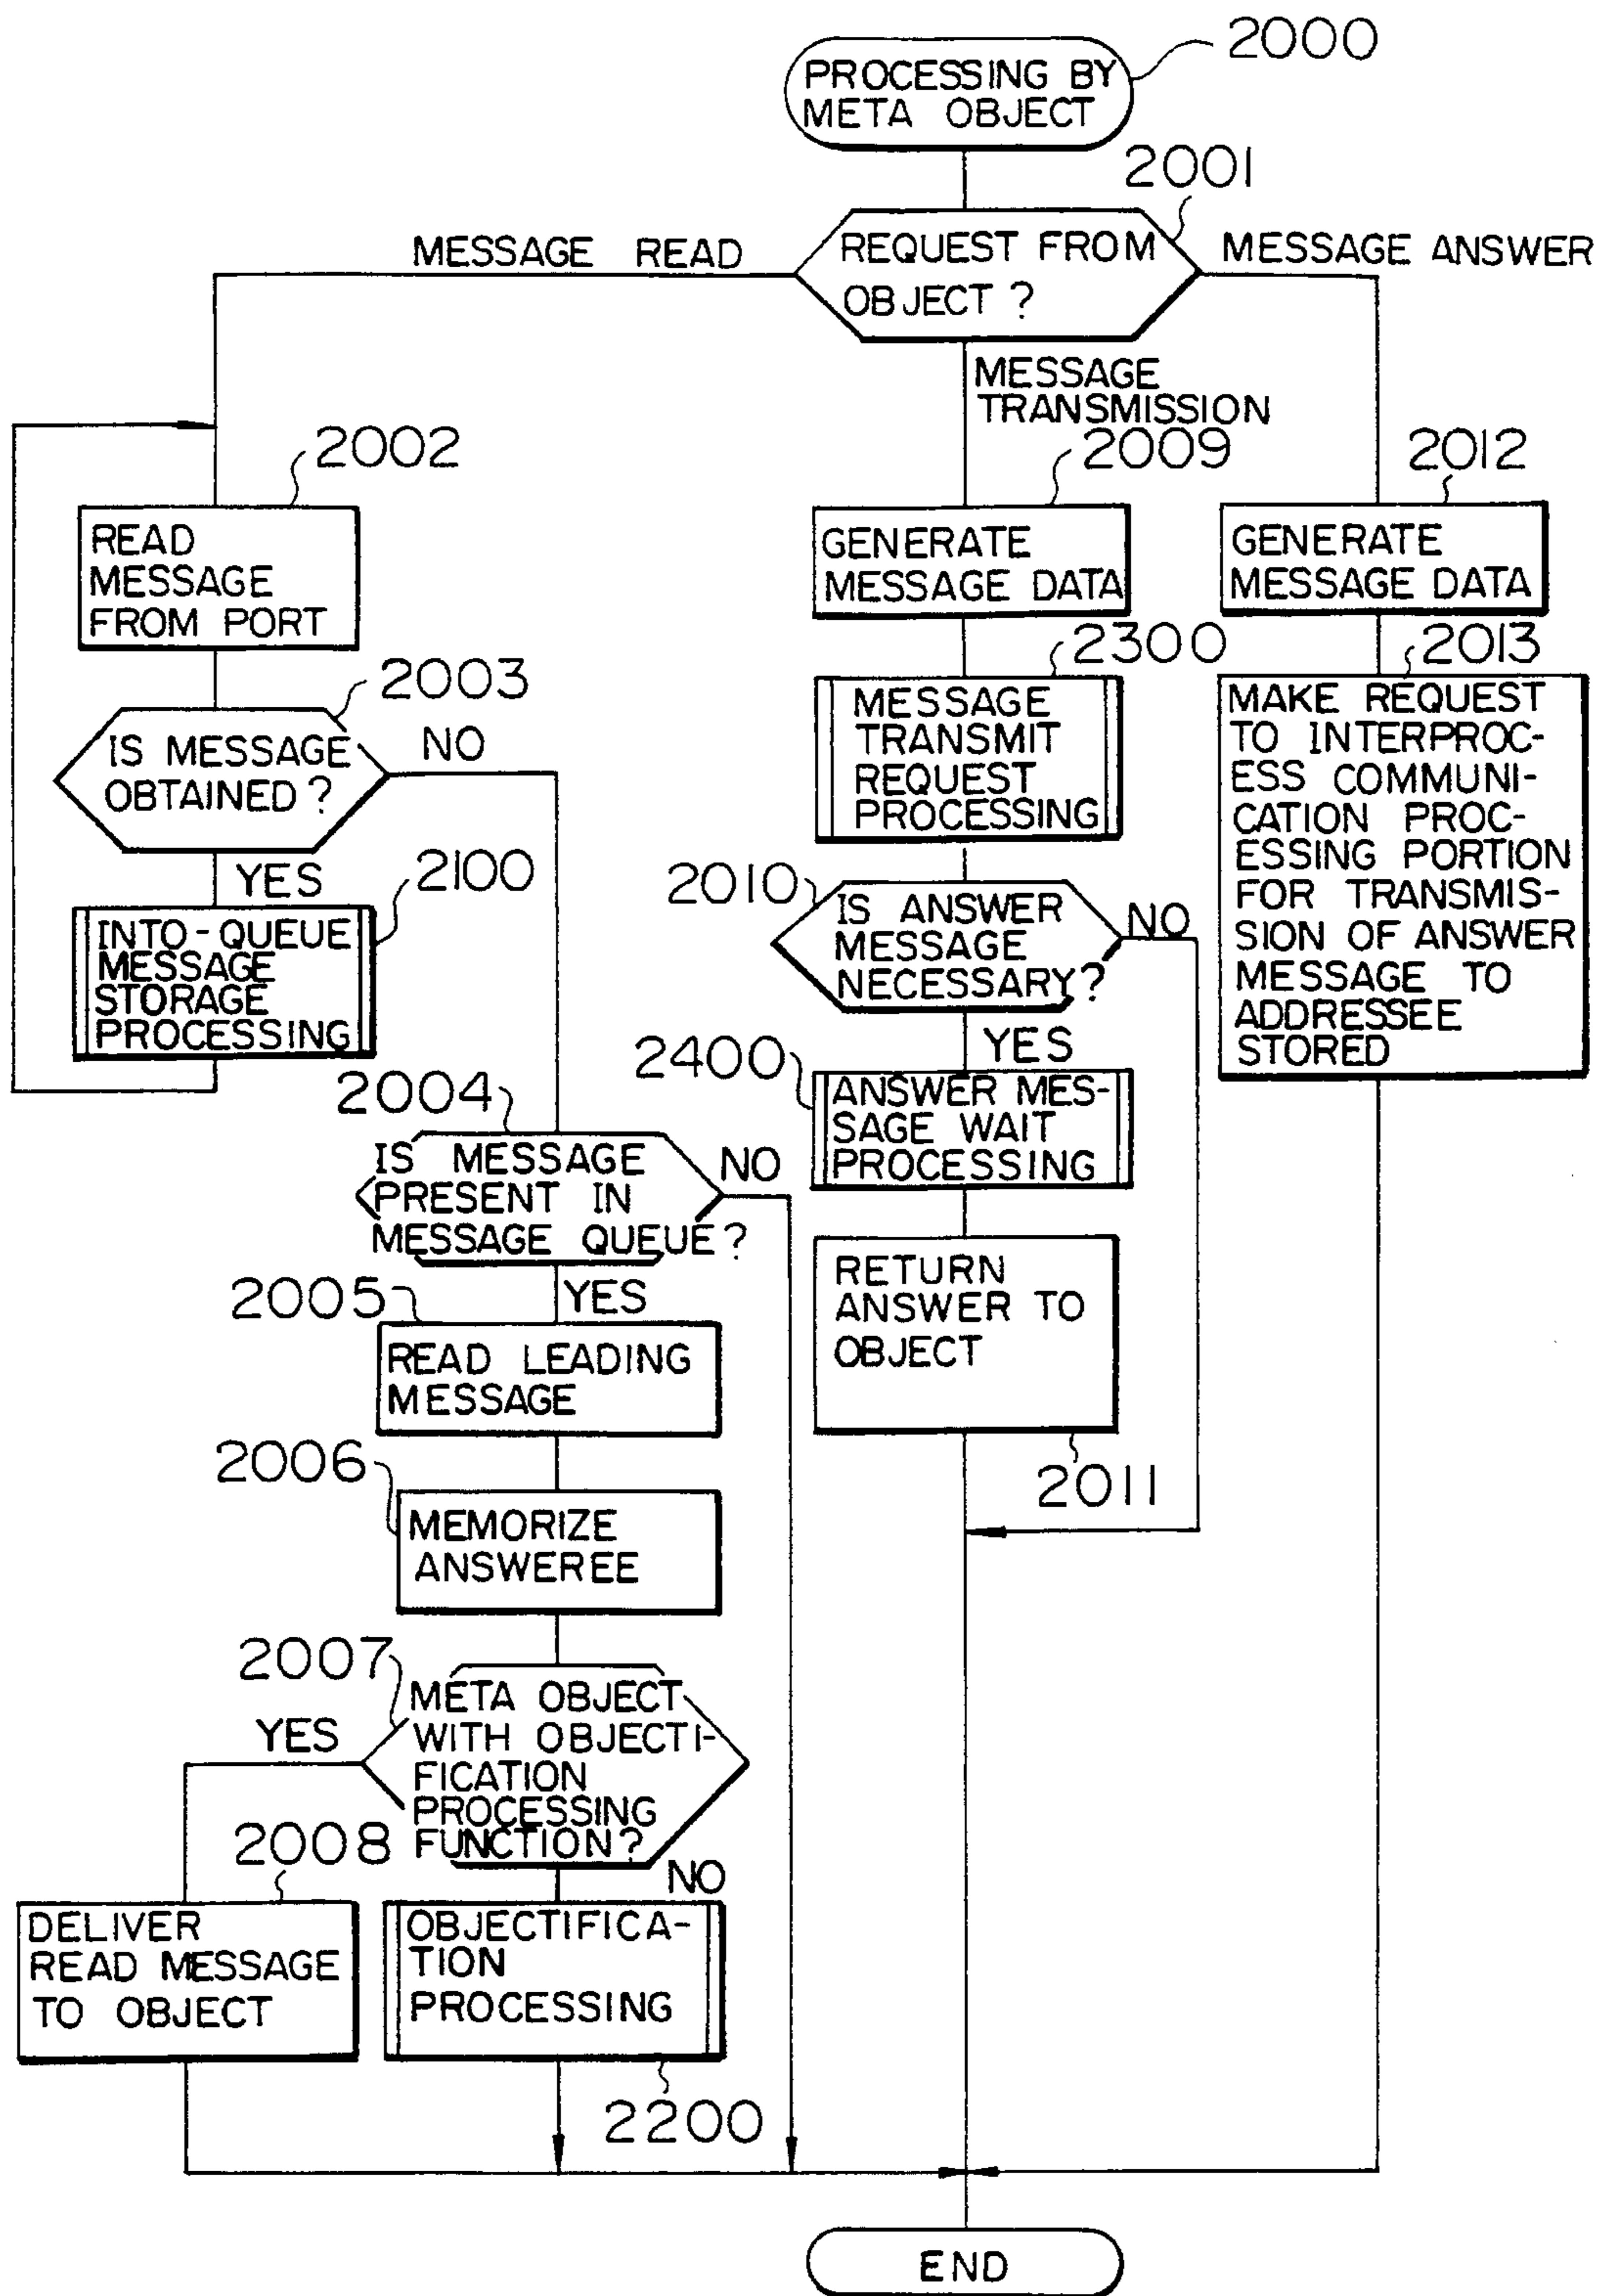 2000
PROCESSING BY
META OBJECT
2001
MESSAGE READ
REQUEST FROM
OBJECT ?
MESSAGE ANSWER
MESSAGE
TRANSMISSION
2002
READ
MESSAGE
FROM PORT
2003
IS MESSAGE
OBTAINED ?
NO
YES
2100
INTO-QUEUE
MESSAGE
STORAGE
PROCESSING
2004
IS MESSAGE
PRESENT IN
MESSAGE QUEUE ?
NO
YES
2005
READ LEADING
MESSAGE
2006
MEMORIZE
ANSWEREE
2007
META OBJECT
WITH OBJECTI-
FICATION
PROCESSING
FUNCTION ?
YES
NO
2008
DELIVER
READ MESSAGE
TO OBJECT
OBJECTIFICA-
TION
PROCESSING
2200
2009
GENERATE
MESSAGE DATA
2300
MESSAGE
TRANSMIT
REQUEST
PROCESSING
2010
IS ANSWER
MESSAGE
NECESSARY ?
NO
YES
2400
ANSWER MES-
SAGE WAIT
PROCESSING
RETURN
ANSWER TO
OBJECT
2011
2012
GENERATE
MESSAGE DATA
2013
MAKE REQUEST
TO INTERPROC-
ESS COMMUNI-
CATION PROC-
ESSING PORTION
FOR TRANSMIS-
SION OF ANSWER
MESSAGE TO
ADDRESSEE
STORED
END